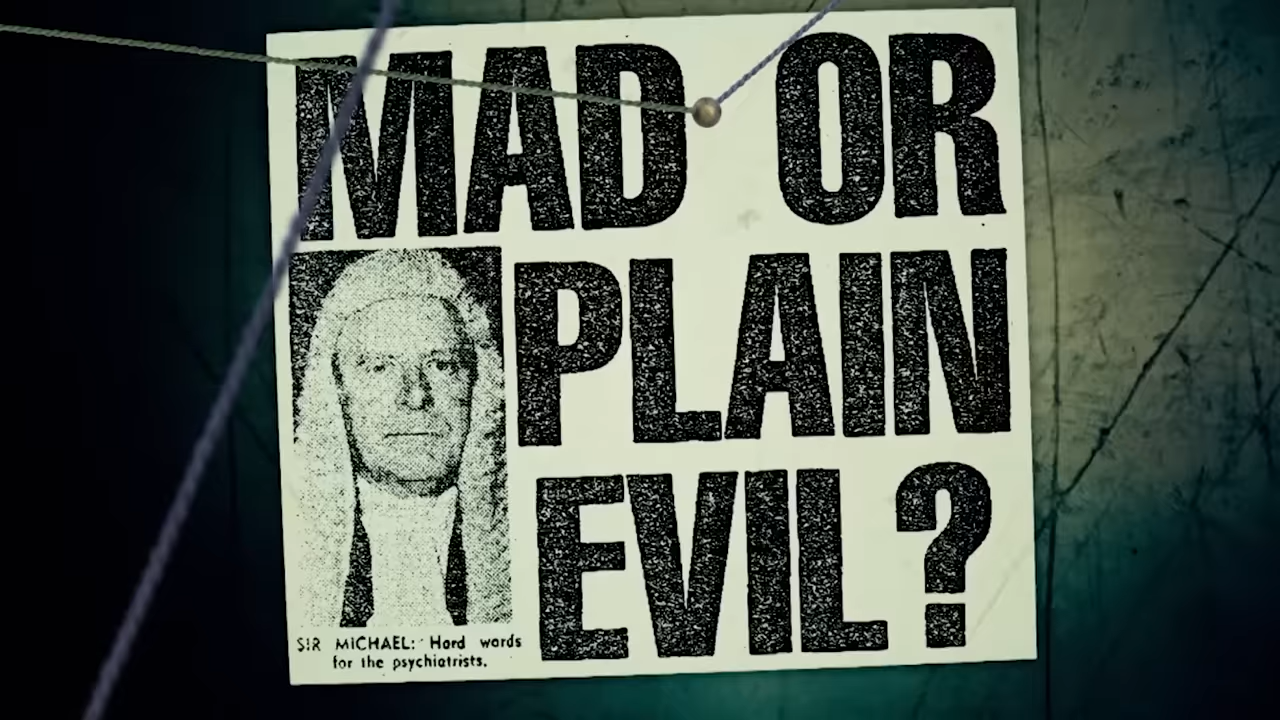 MAD OR
PLAIN
EVIL?
SIR MICHAEL: Hard words
for the psychiatrists.